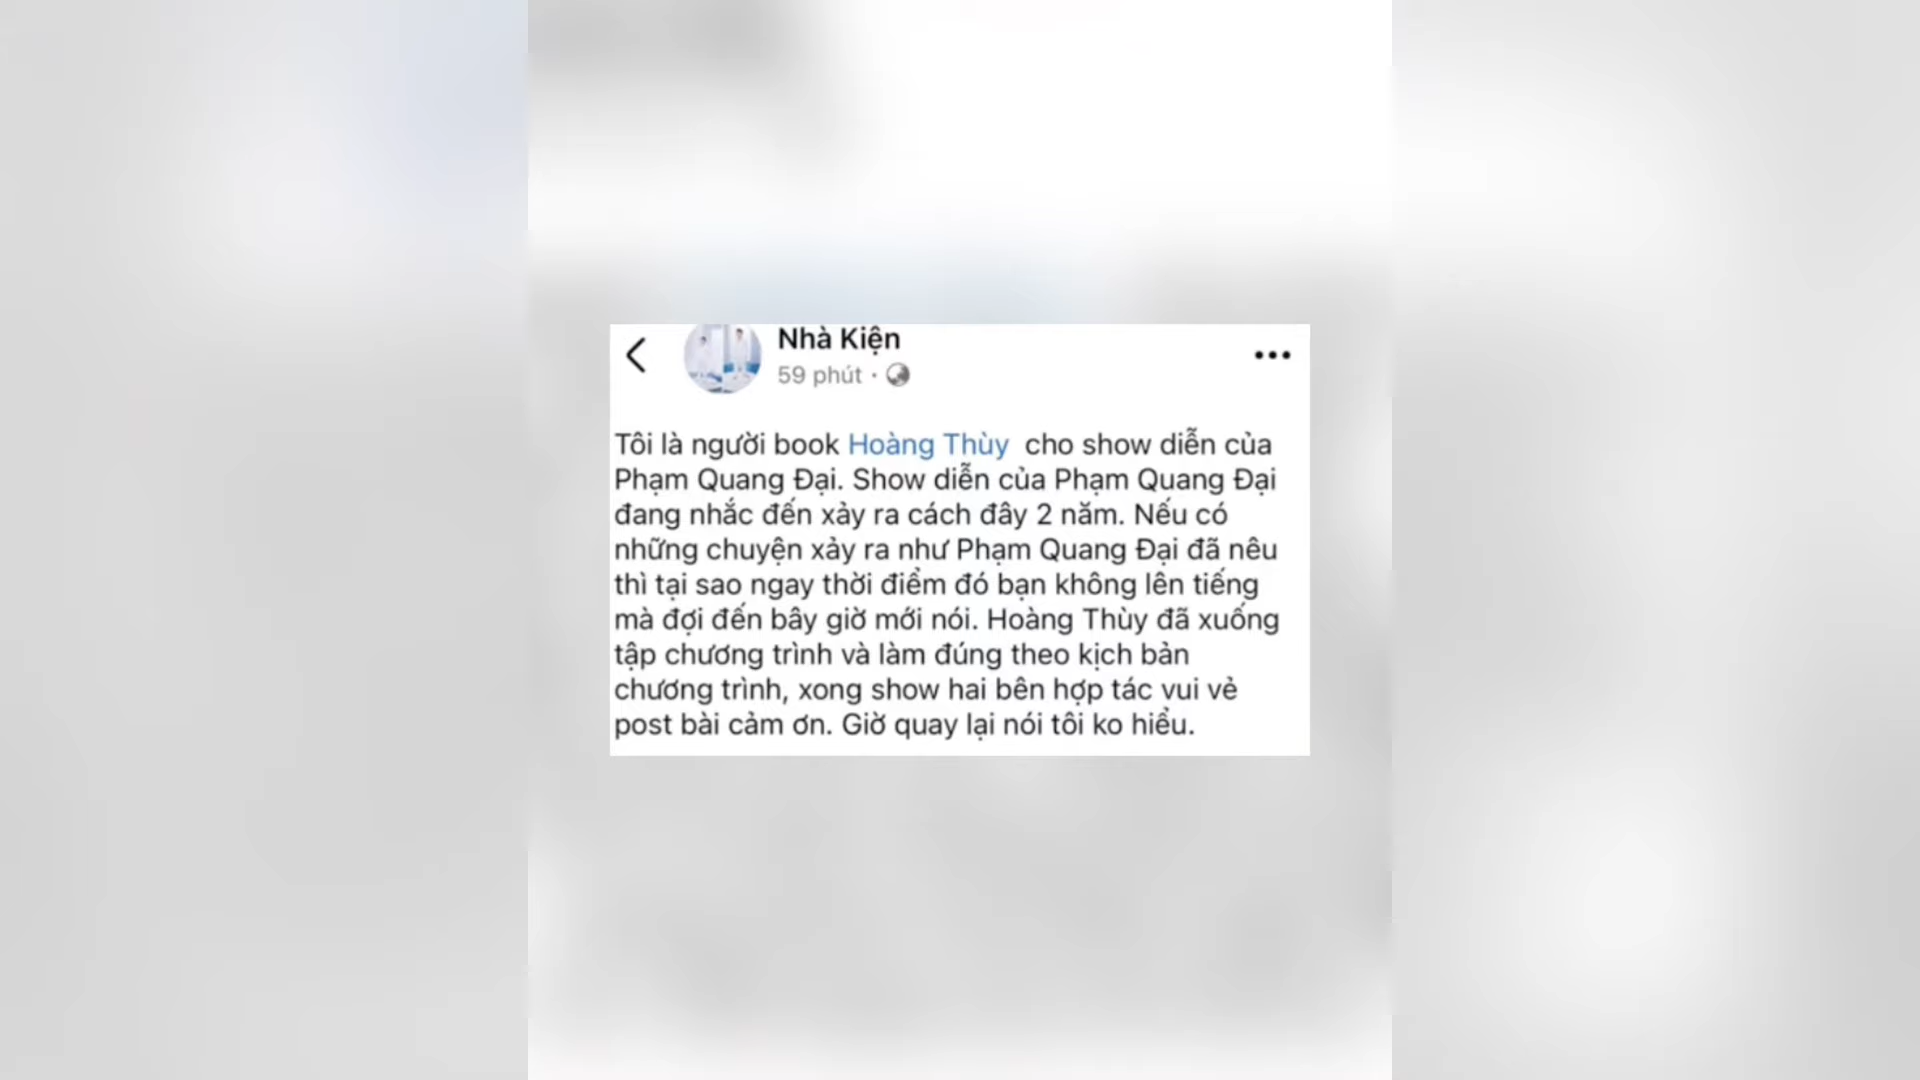 Nhà Kiện
59 phút ·
Tôi là người book Hoàng Thùy cho show diễn của
Phạm Quang Đại. Show diễn của Phạm Quang Đại
đang nhắc đến xảy ra cách đây 2 năm. Nếu có
những chuyện xảy ra như Phạm Quang Đại đã nêu
thì tại sao ngay thời điểm đó bạn không lên tiếng
mà đợi đến bây giờ mới nói. Hoàng Thùy đã xuống
tập chương trình và làm đúng theo kịch bản
chương trình, xong show hai bên hợp tác vui vẻ
post bài cảm ơn. Giờ quay lại nói tôi ko hiểu.